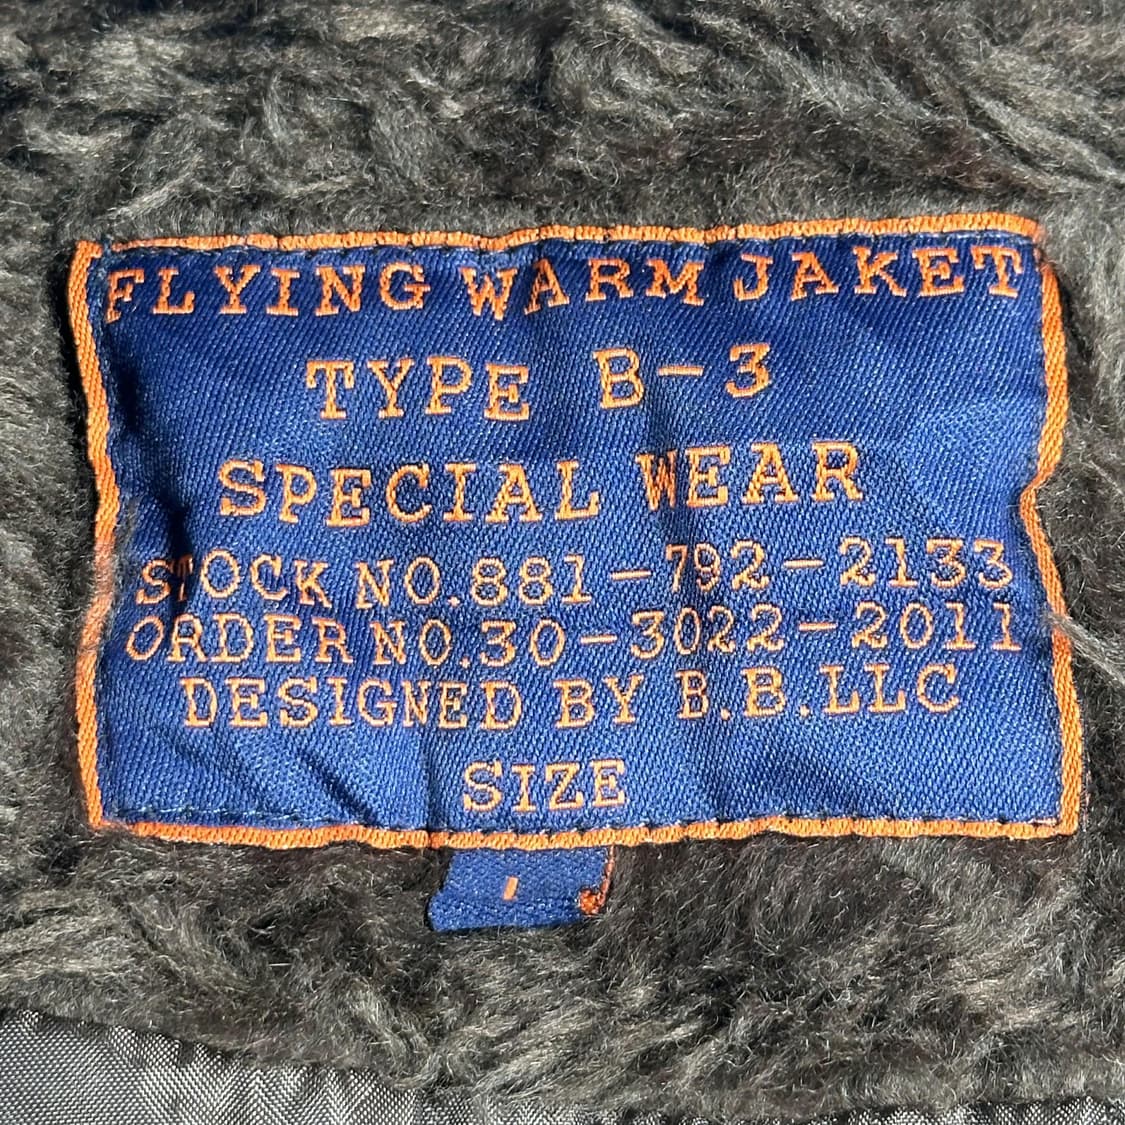 FLYING WARM JAKET
TYPE B-3
SPECIAL WEAR
STOCK NO.881-792-2133
ORDER NO.30-3022-2011
DESIGNED BY B.B.LLC
SIZE